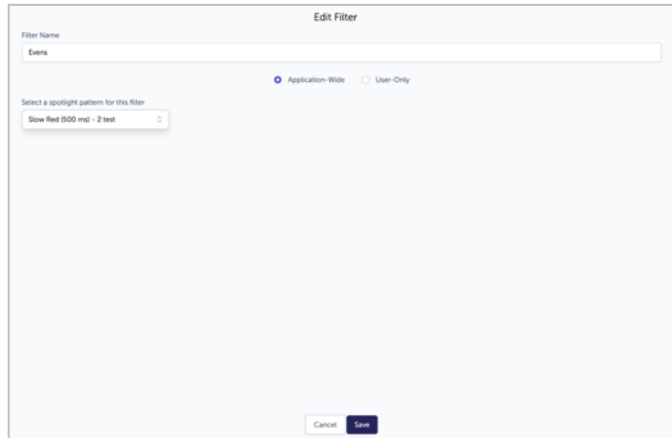 Edit Filter
Filter Name
Evens
Application-Wide User-Only
Select a spotlight pattern for this filter
Slow Red (500 ms) - 2 test
Cancel Save